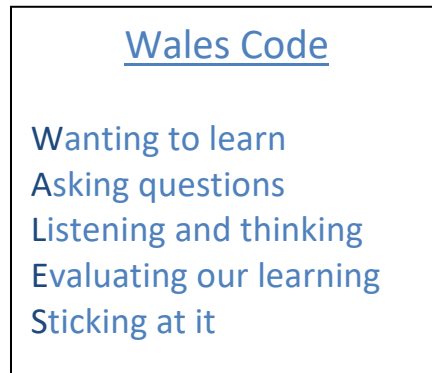 Wales Code
Wanting to learn
Asking questions
Listening and thinking
Evaluating our learning
Sticking at it